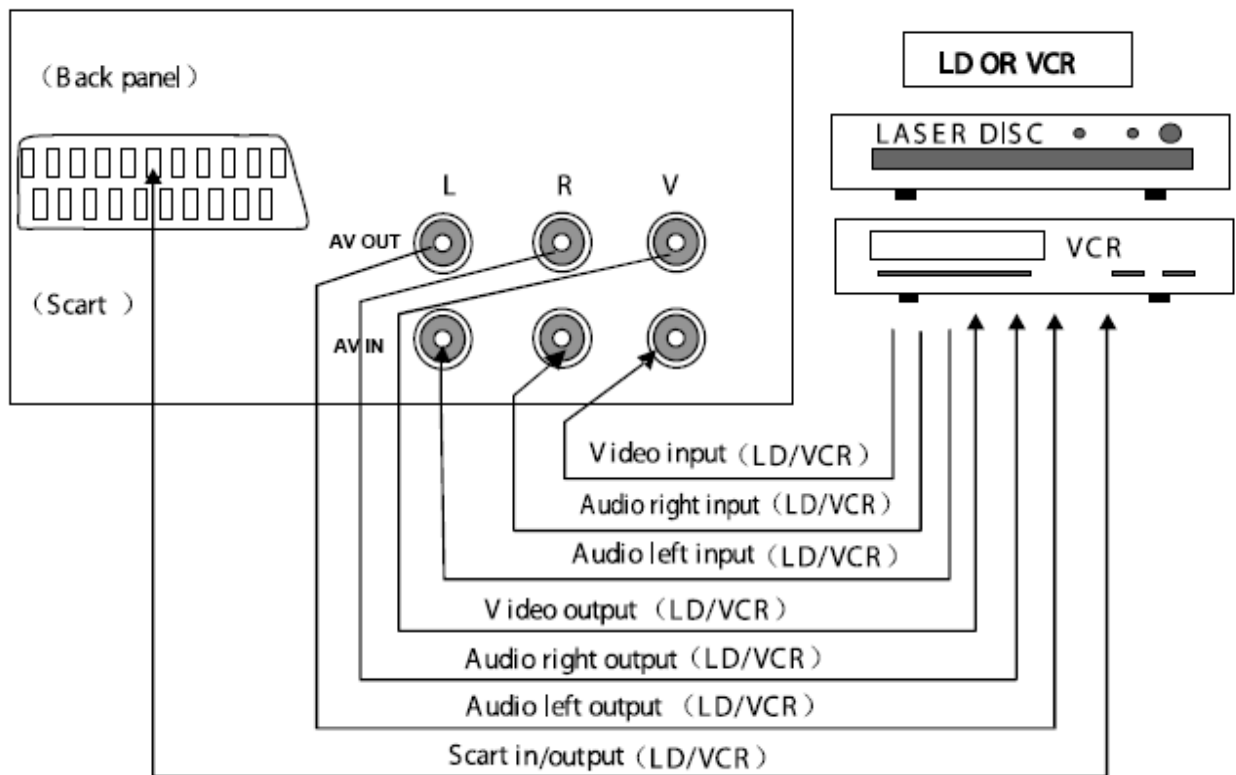 （Back panel）
LD OR VCR
LASER DISC
L R V
AV OUT
VCR
（Scart ）
AV IN
Video input（LD/VCR）
Audio right input（LD/VCR）
Audio left input（LD/VCR）
Video output （LD/VCR）
Audio right output（LD/VCR）
Audio left output （LD/VCR）
Scart in/output（LD/VCR）